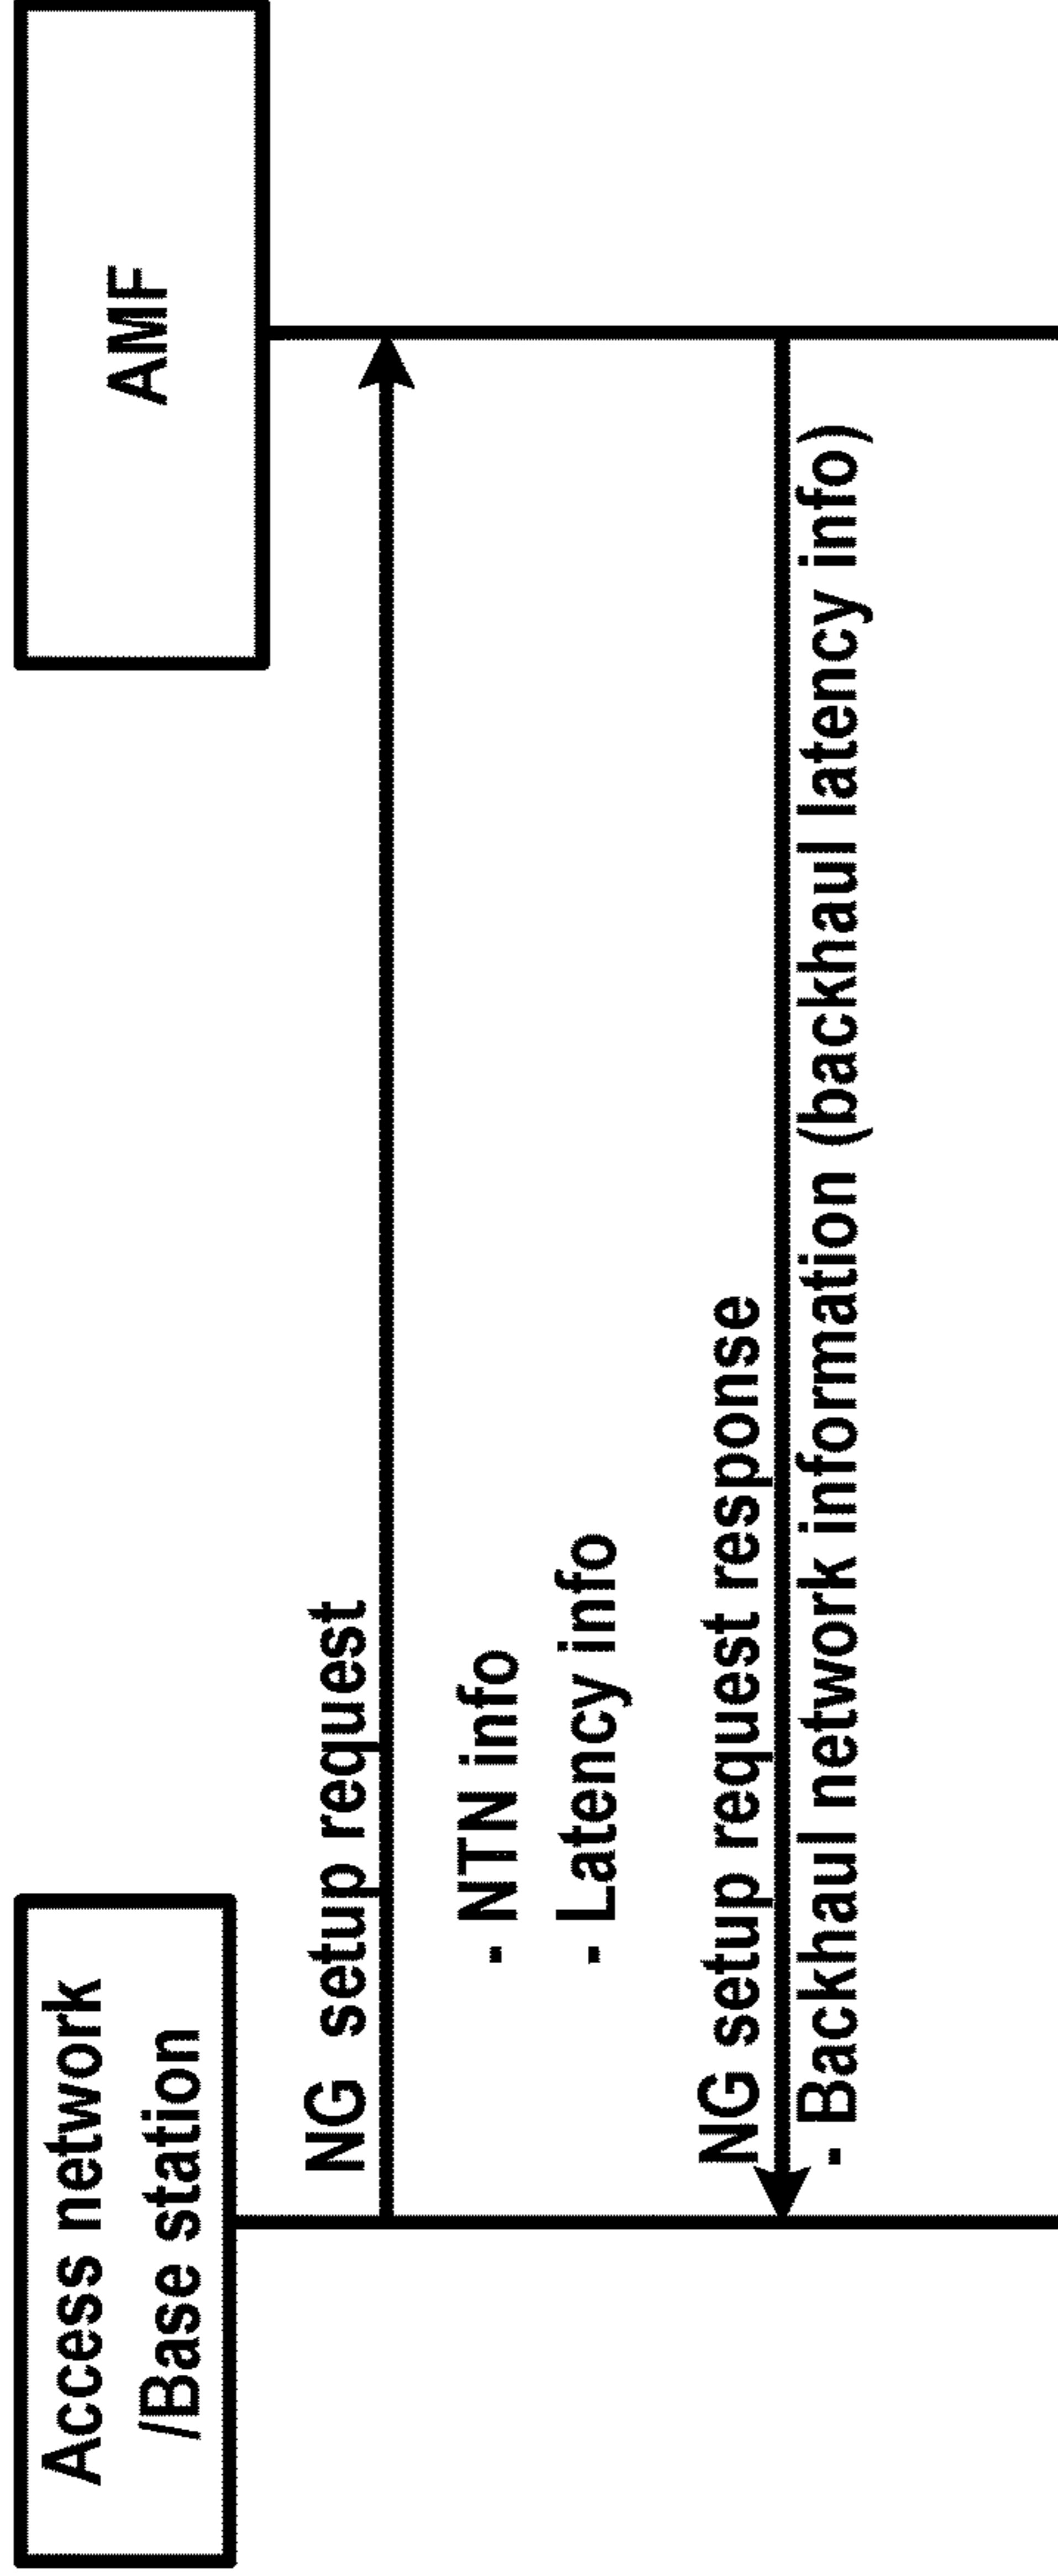 Access network
/Base station
AMF
NG setup request
- NTN info
- Latency info
NG setup request response
- Backhaul network information (backhaul latency info)